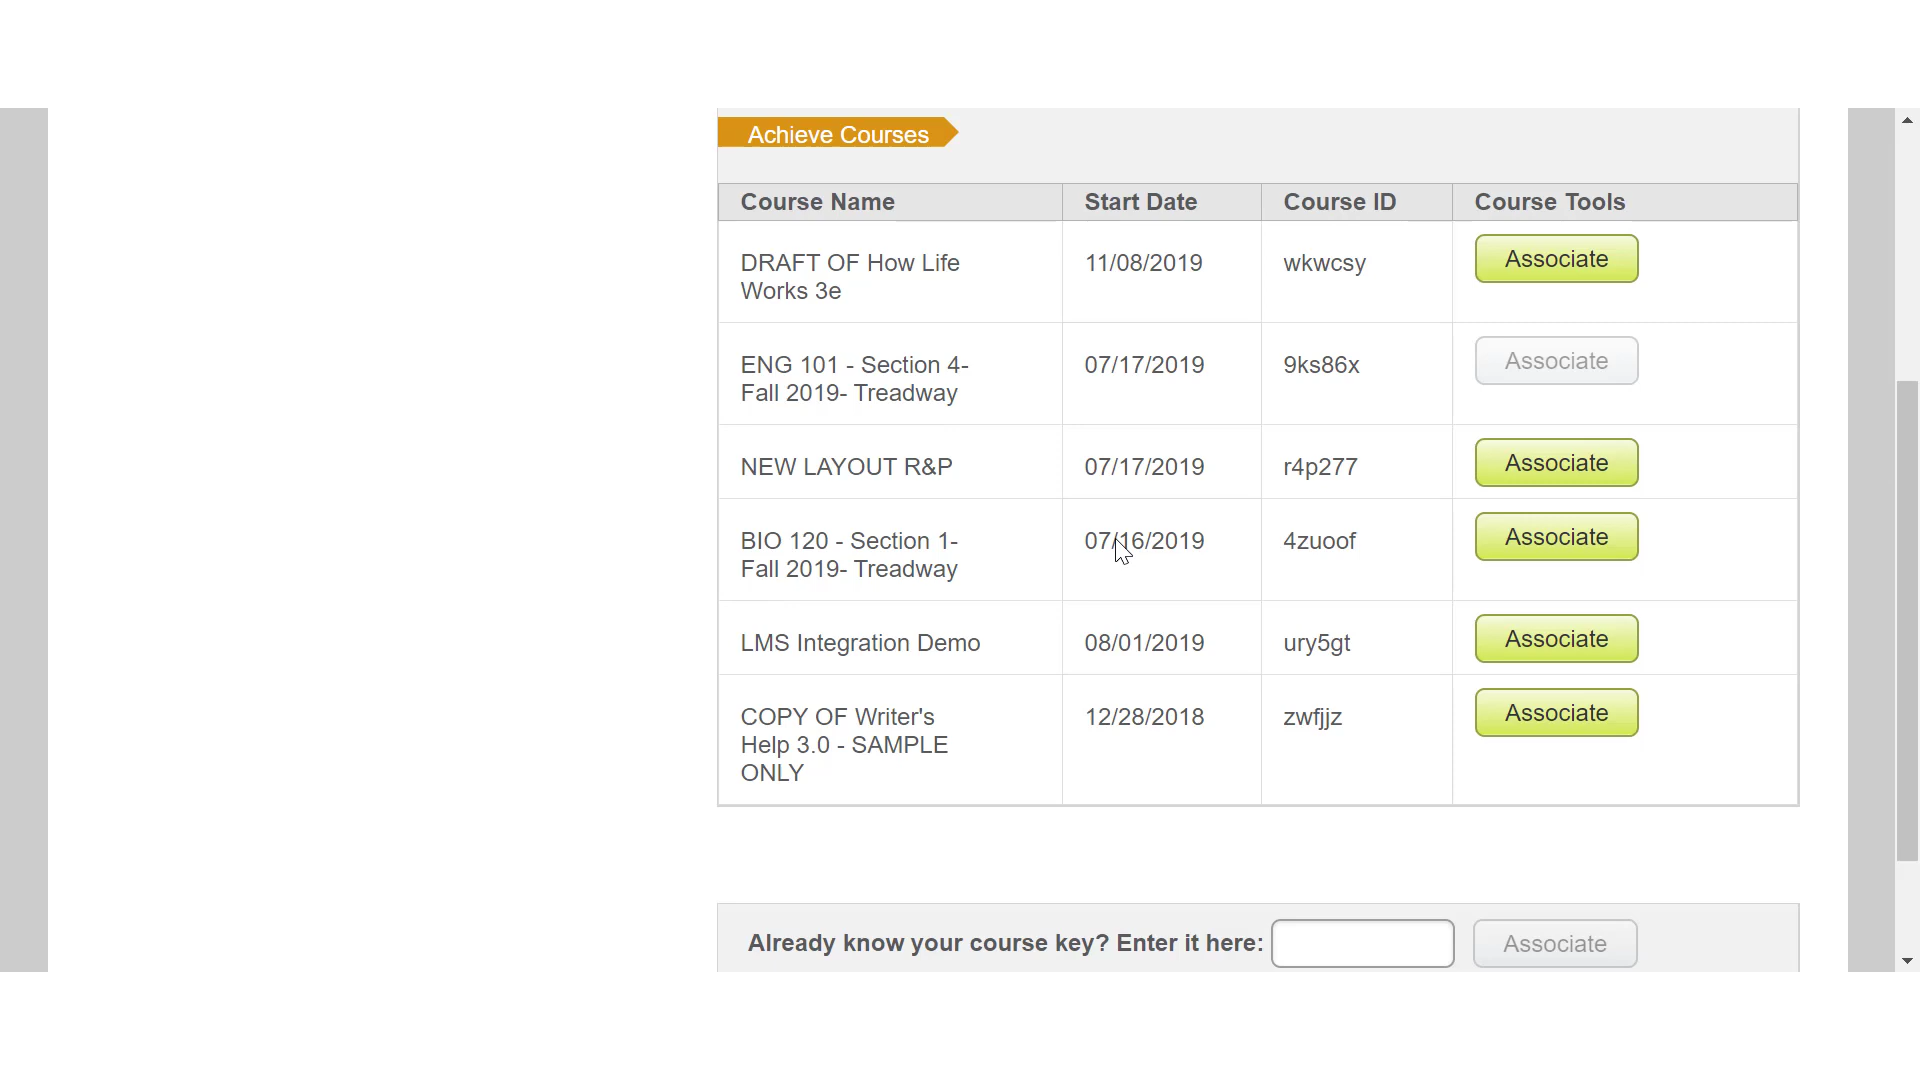 Achieve Courses
Course Name Start Date Course ID Course Tools
DRAFT OF How Life 11/08/2019 wkwcsy Associate
Works 3e
ENG 101 - Section 4- 07/17/2019 9ks86x Associate
Fall 2019- Treadway
NEW LAYOUT R&P 07/17/2019 r4p277 Associate
BIO 120 - Section 1- 07/16/2019 4zuoof Associate
Fall 2019- Treadway
LMS Integration Demo 08/01/2019 ury5gt Associate
COPY OF Writer's 12/28/2018 zwfjjz Associate
Help 3.0 - SAMPLE
ONLY
Already know your course key? Enter it here: Associate